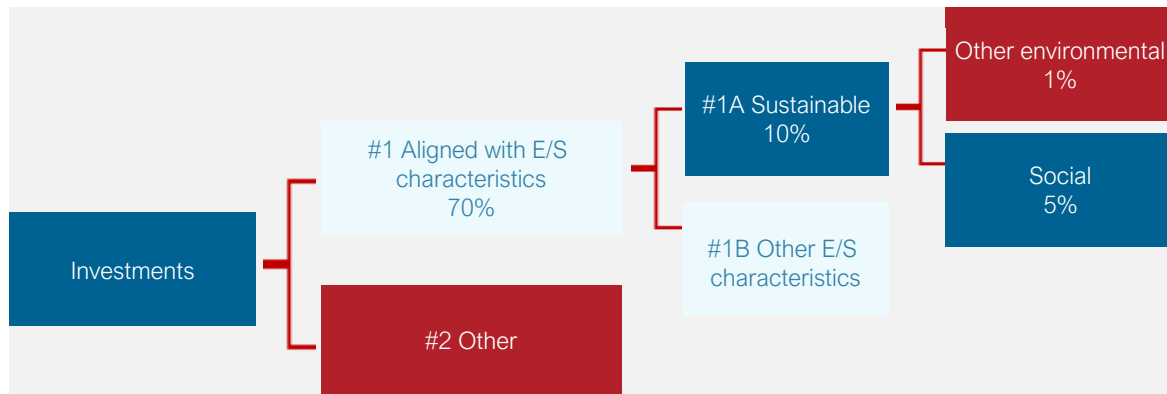 Investments
#1 Aligned with E/S
characteristics
70%
#2 Other
#1A Sustainable
10%
#1B Other E/S
characteristics
Other environmental
1%
Social
5%